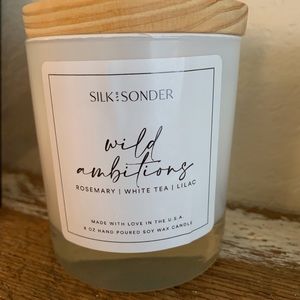 SILK + SONDER
wild
ambitions
ROSEMARY | WHITE TEA | LILAC
MADE WITH LOVE IN THE U.S.A.
8 OZ HAND POURED SOY WAX CANDLE